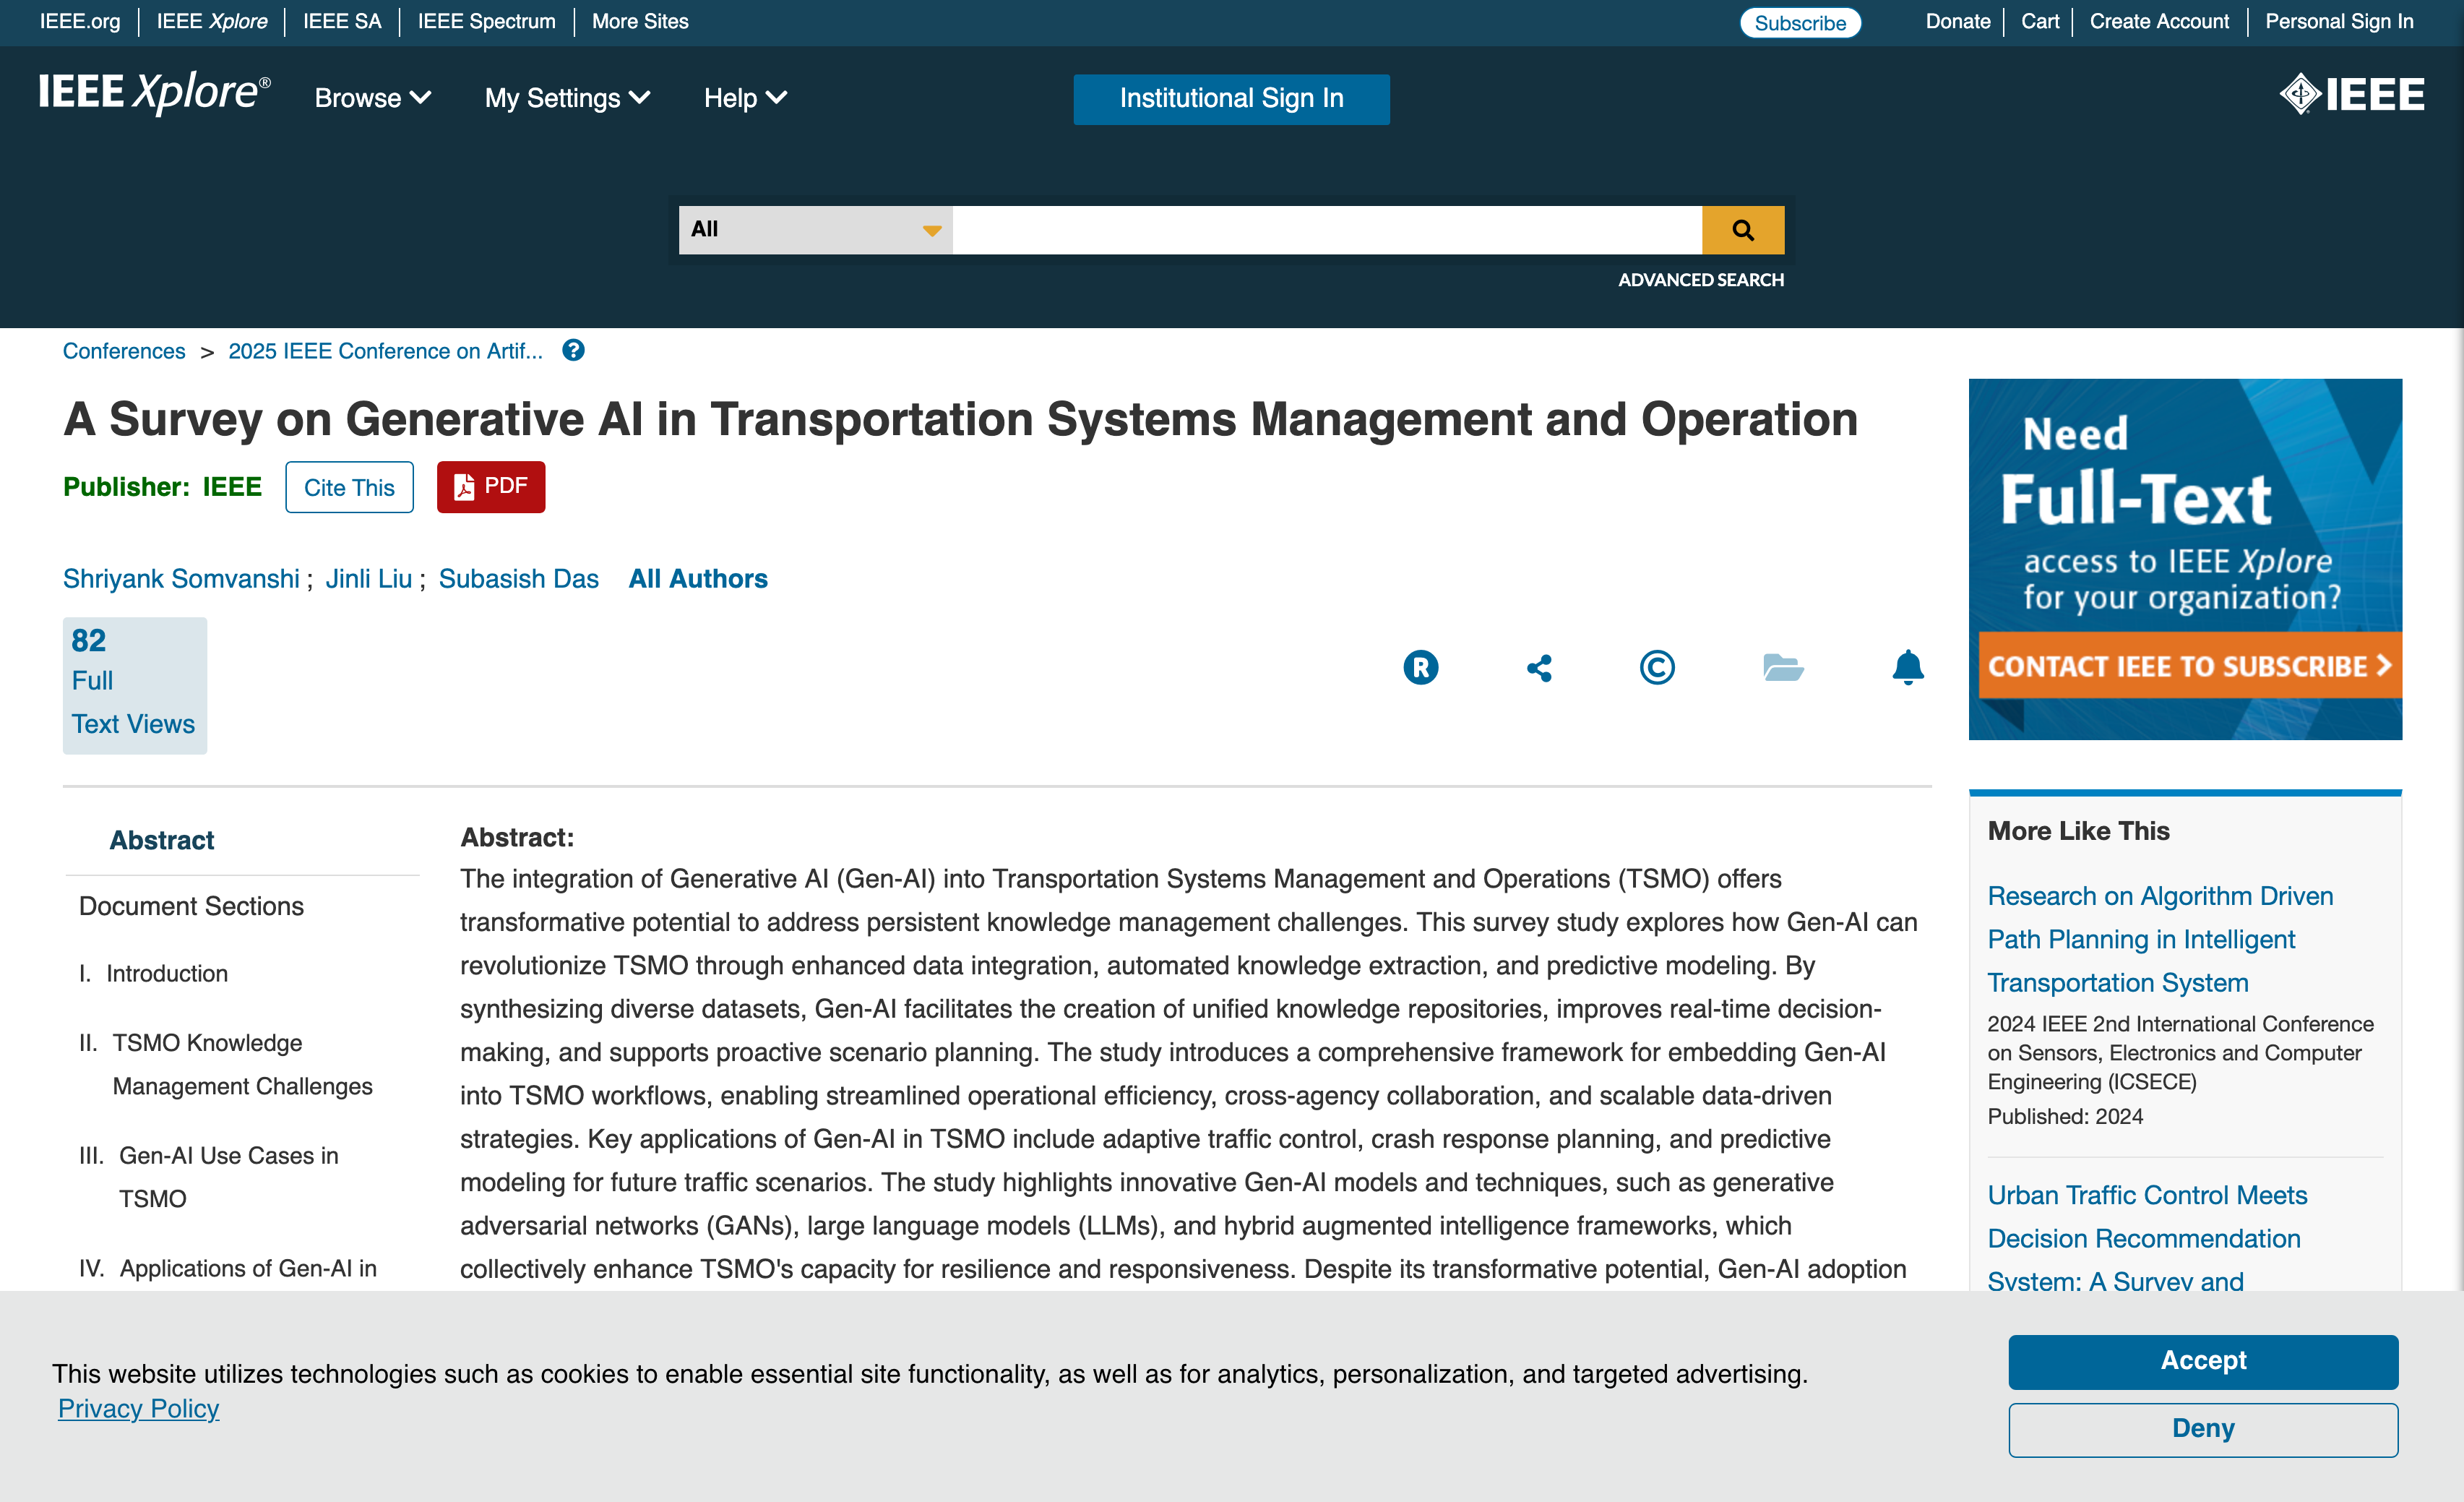 IEEE.org
IEEE Xplore
IEEE SA
IEEE Spectrum
More Sites
Subscribe
Donate
Cart
Create Account
Personal Sign In
IEEE Xplore®
Browse
My Settings
Help
Institutional Sign In
IEEE
All
ADVANCED SEARCH
Conferences > 2025 IEEE Conference on Artif... ?
A Survey on Generative AI in Transportation Systems Management and Operation
Publisher: IEEE
Cite This
PDF
Shriyank Somvanshi ; Jinli Liu ; Subasish Das All Authors
82
Full
Text Views
R
©
Need
Full-Text
access to IEEE Xplore
for your organization?
CONTACT IEEE TO SUBSCRIBE >
Abstract
Document Sections
I. Introduction
II. TSMO Knowledge
Management Challenges
III. Gen-AI Use Cases in
TSMO
IV. Applications of Gen-AI in
Abstract:
The integration of Generative AI (Gen-AI) into Transportation Systems Management and Operations (TSMO) offers
transformative potential to address persistent knowledge management challenges. This survey study explores how Gen-AI can
revolutionize TSMO through enhanced data integration, automated knowledge extraction, and predictive modeling. By
synthesizing diverse datasets, Gen-AI facilitates the creation of unified knowledge repositories, improves real-time decision-
making, and supports proactive scenario planning. The study introduces a comprehensive framework for embedding Gen-AI
into TSMO workflows, enabling streamlined operational efficiency, cross-agency collaboration, and scalable data-driven
strategies. Key applications of Gen-AI in TSMO include adaptive traffic control, crash response planning, and predictive
modeling for future traffic scenarios. The study highlights innovative Gen-AI models and techniques, such as generative
adversarial networks (GANs), large language models (LLMs), and hybrid augmented intelligence frameworks, which
collectively enhance TSMO's capacity for resilience and responsiveness. Despite its transformative potential, Gen-AI adoption
More Like This
Research on Algorithm Driven
Path Planning in Intelligent
Transportation System
2024 IEEE 2nd International Conference
on Sensors, Electronics and Computer
Engineering (ICSECE)
Published: 2024
Urban Traffic Control Meets
Decision Recommendation
System: A Survey and
This website utilizes technologies such as cookies to enable essential site functionality, as well as for analytics, personalization, and targeted advertising.
Privacy Policy
Accept
Deny